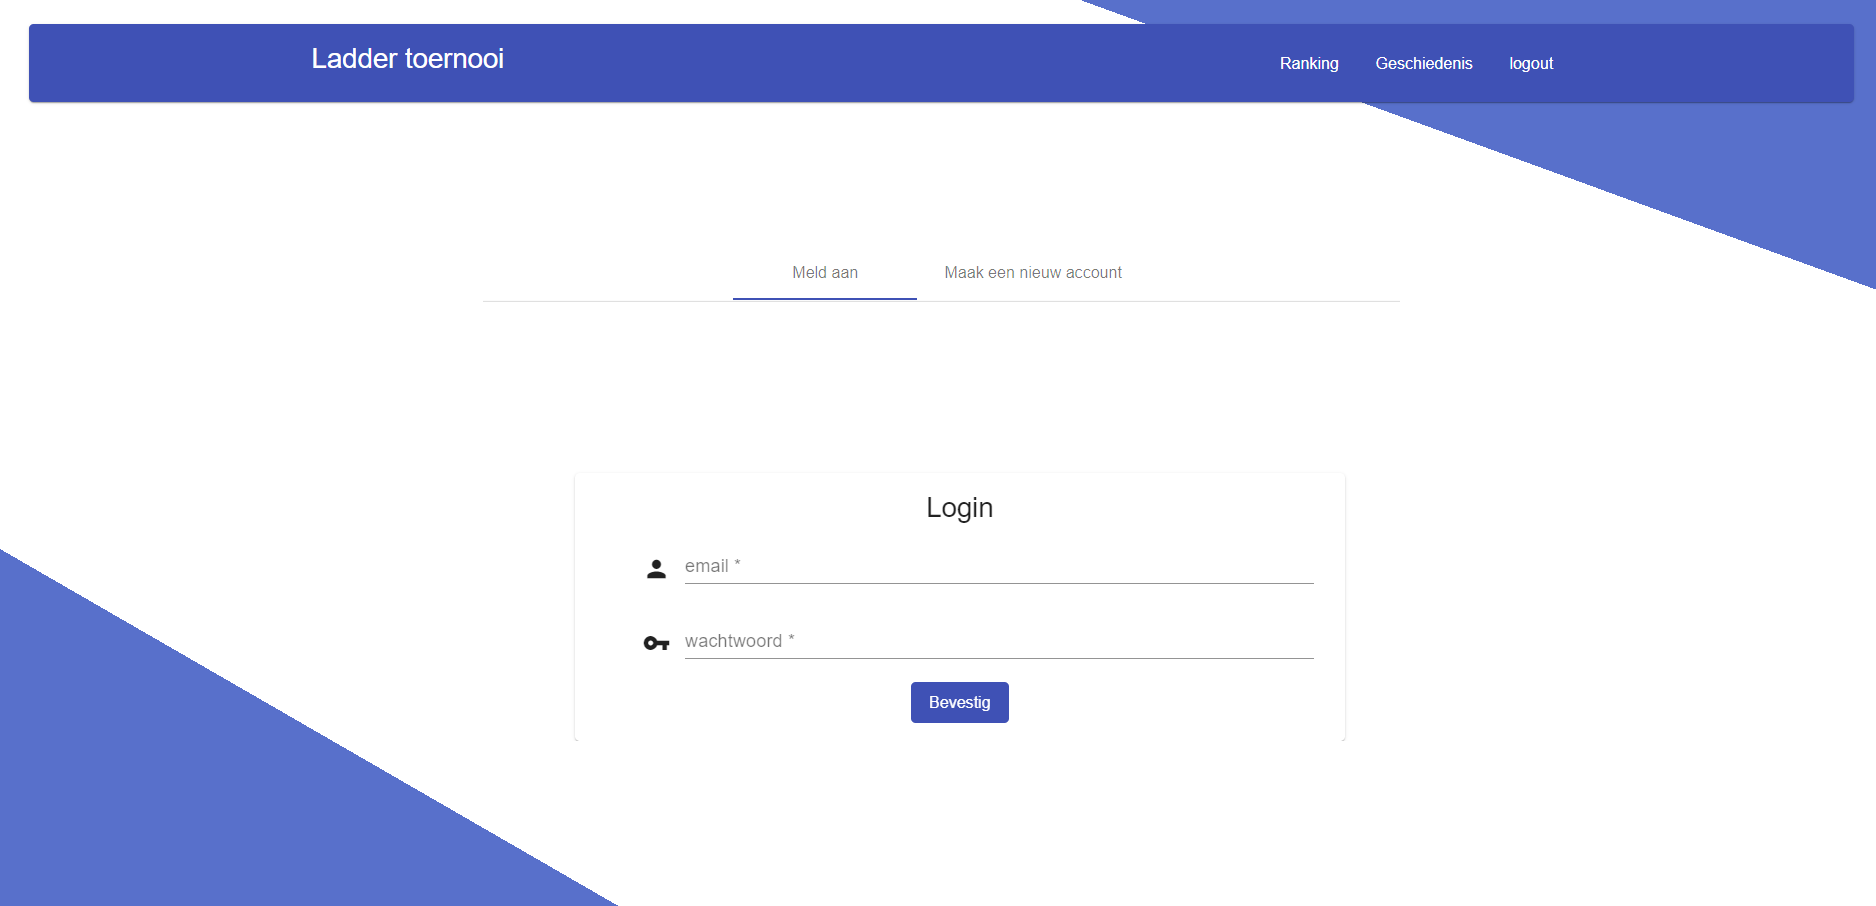 Ladder toernooi
Ranking Geschiedenis logout
Meld aan Maak een nieuw account
Login
email *
wachtwoord *
Bevestig